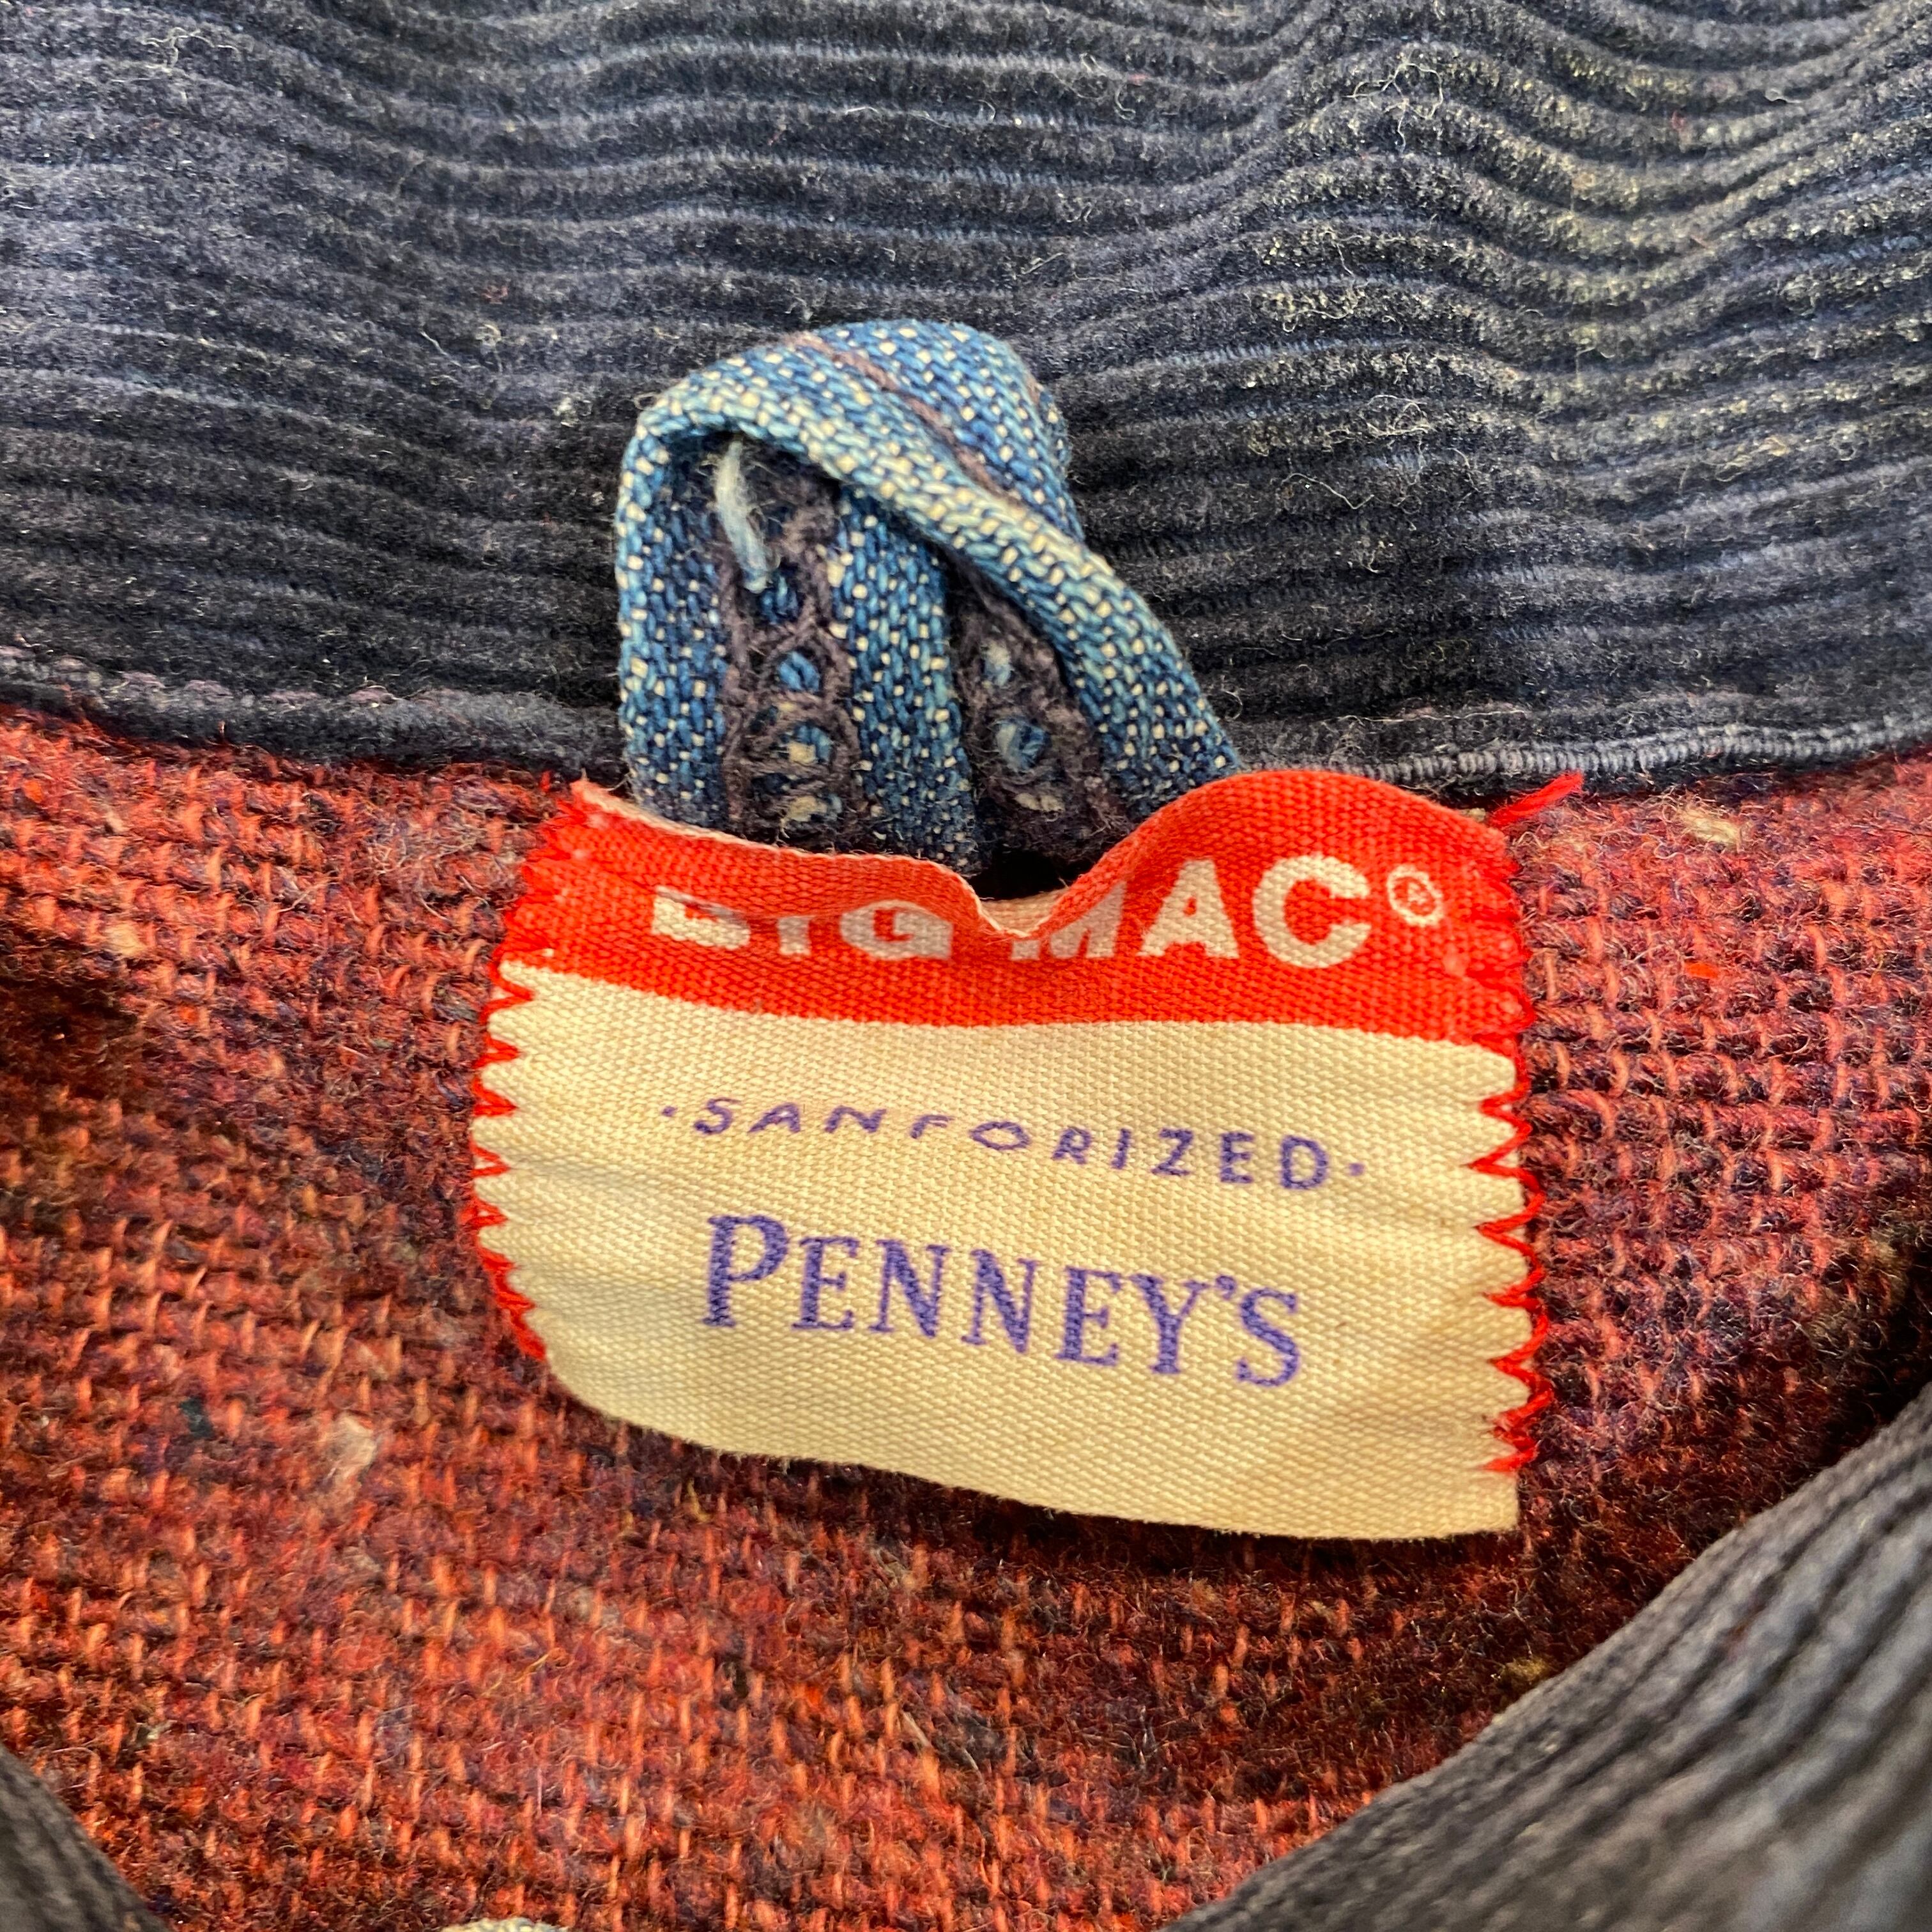 BIG MAC®
·SANFORIZED·
PENNEY'S